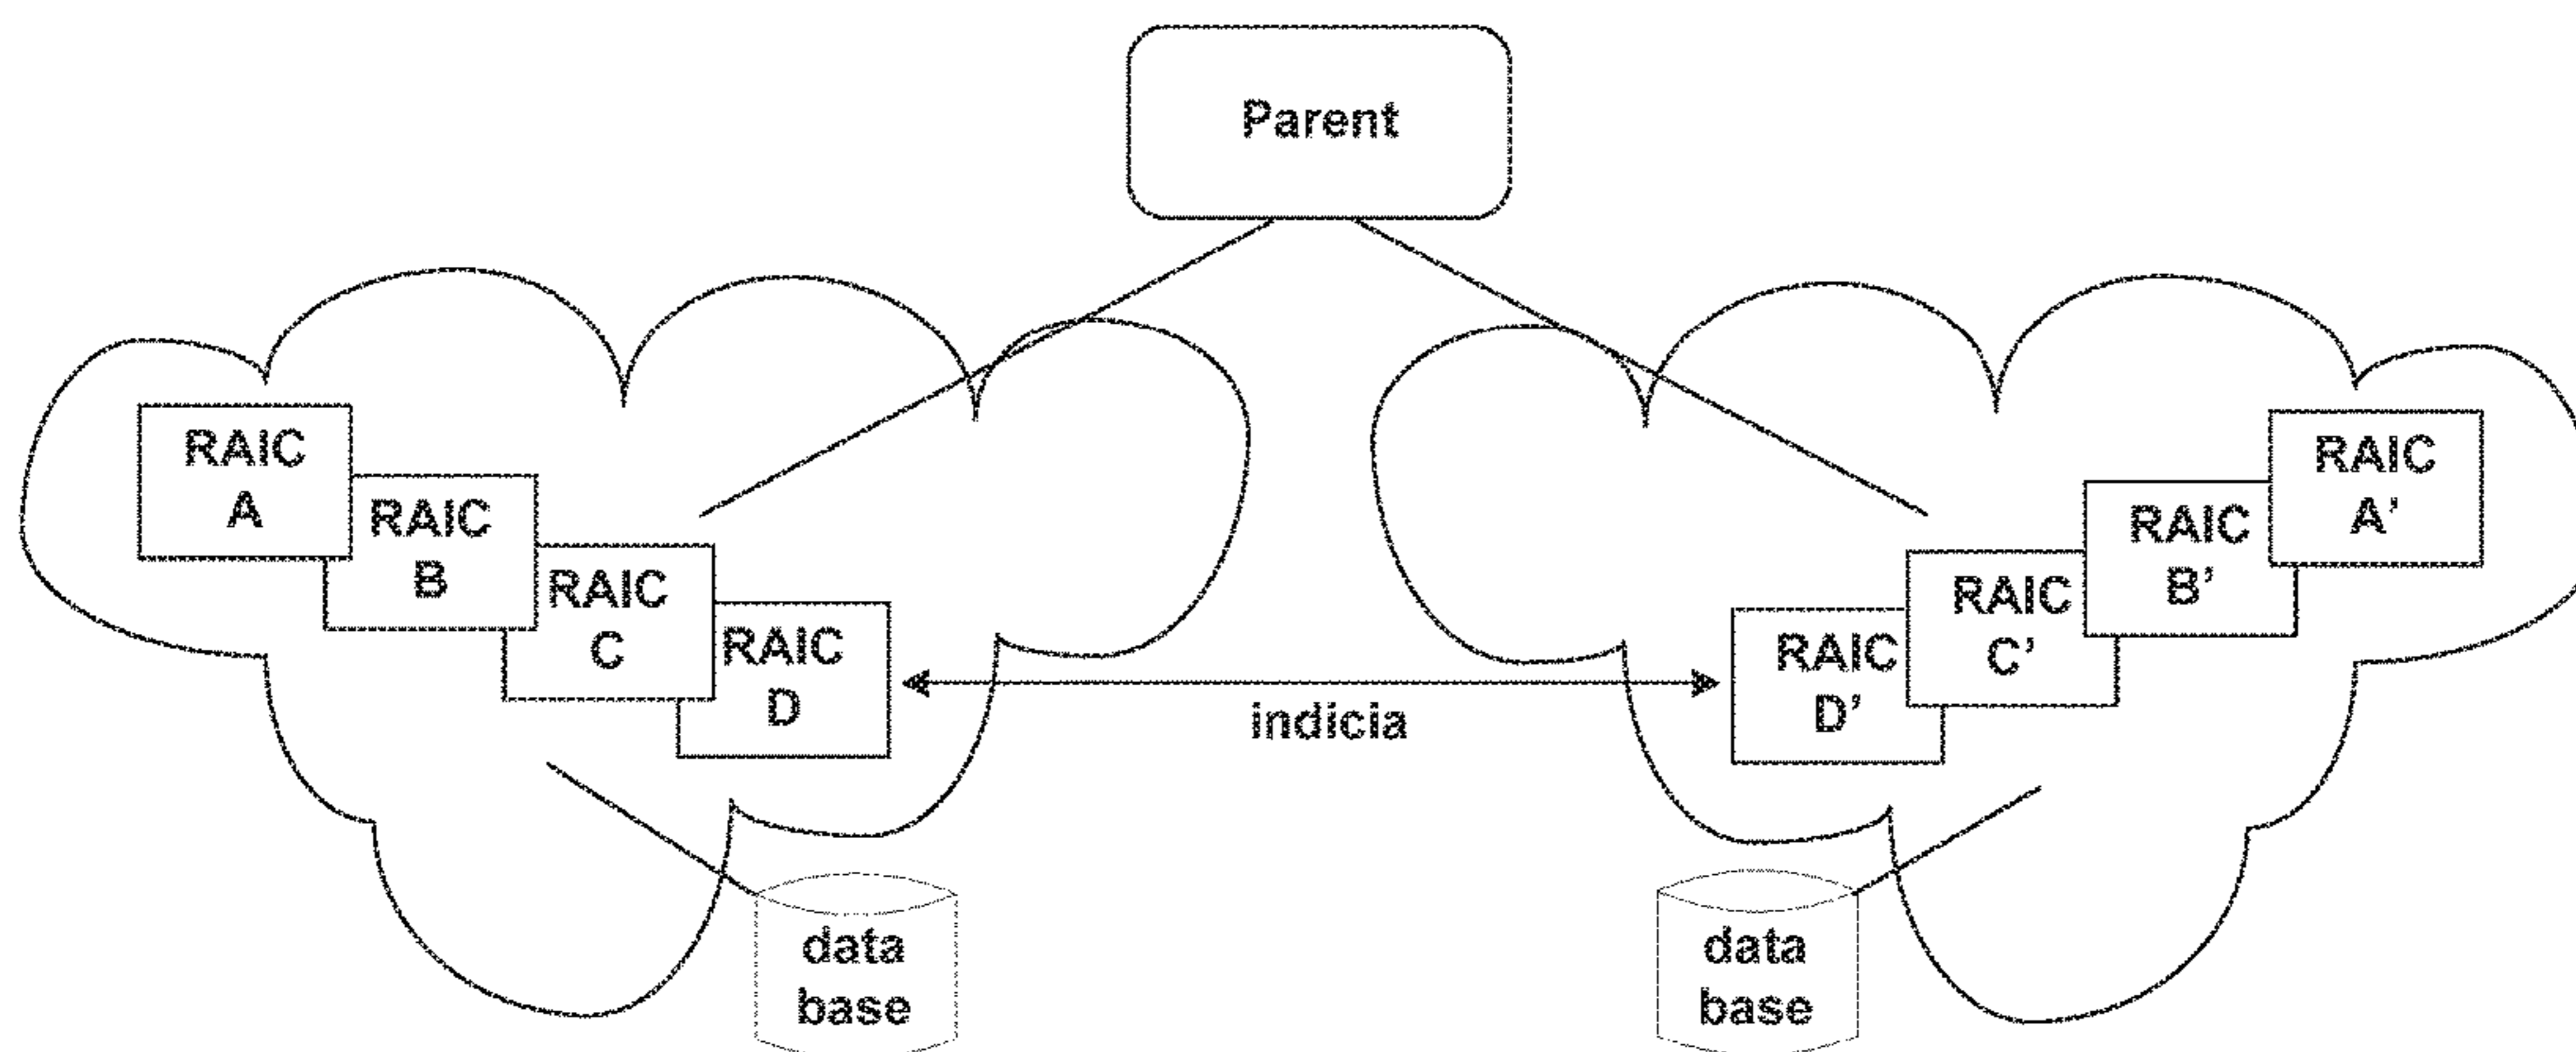 Parent
RAIC
A
RAIC
B
RAIC
C
RAIC
D
indicia
RAIC
A’
RAIC
B’
RAIC
C’
RAIC
D’
data
base
data
base